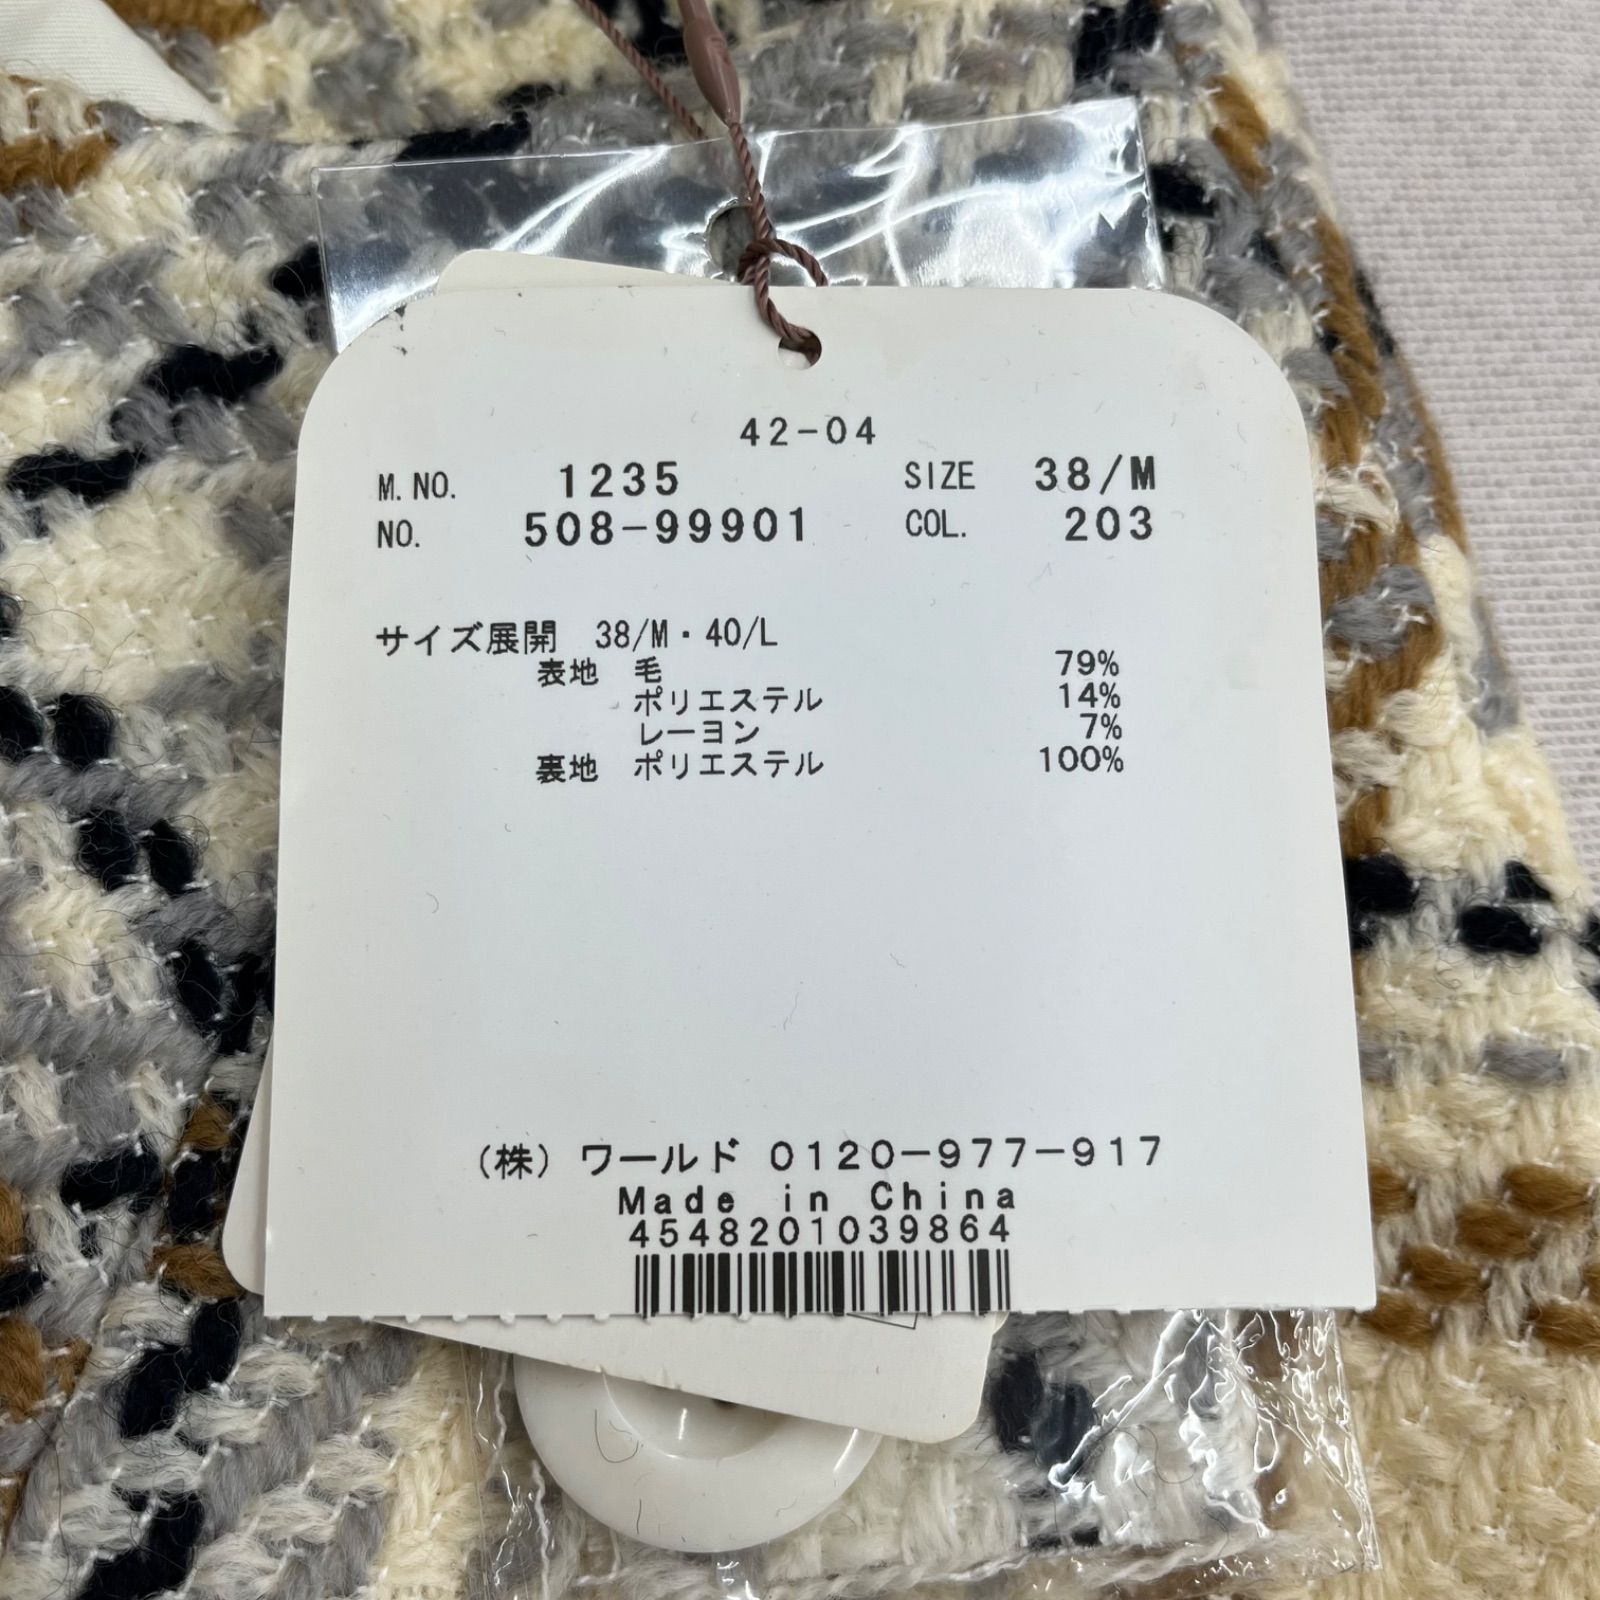 42-04
M. NO. 1235 SIZE 38/M
NO. 508-99901 COL. 203
サイズ展開 38/M・40/L
表地 毛 79%
ポリエステル 14%
レーヨン 7%
裏地 ポリエステル 100%
(株) ワールド 0120-977-917
Made in China
4548201039864